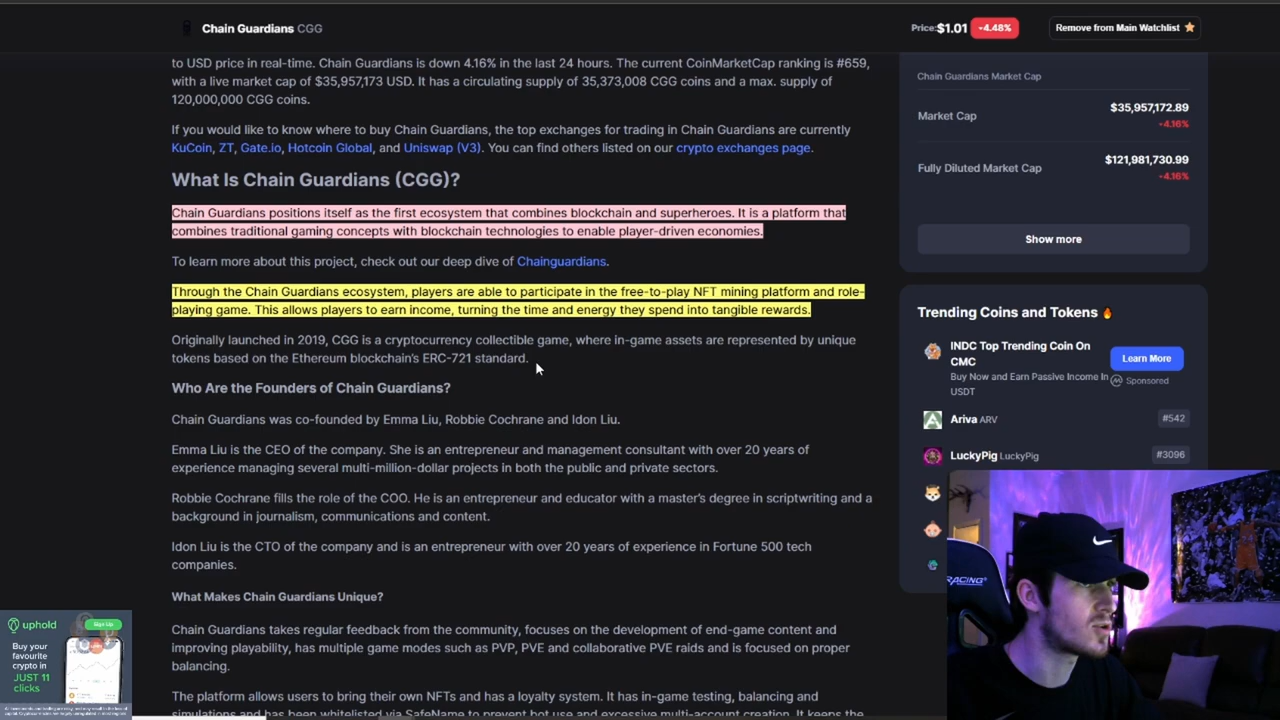 Chain Guardians CGG
Price: $1.01 -4.48%
Remove from Main Watchlist
to USD price in real-time. Chain Guardians is down 4.16% in the last 24 hours. The current CoinMarketCap ranking is #659,
with a live market cap of $35,957,173 USD. It has a circulating supply of 35,373,008 CGG coins and a max. supply of
120,000,000 CGG coins.
If you would like to know where to buy Chain Guardians, the top exchanges for trading in Chain Guardians are currently
KuCoin, ZT, Gate.io, Hotcoin Global, and Uniswap (V3). You can find others listed on our crypto exchanges page.
What Is Chain Guardians (CGG)?
Chain Guardians positions itself as the first ecosystem that combines blockchain and superheroes. It is a platform that
combines traditional gaming concepts with blockchain technologies to enable player-driven economies.
To learn more about this project, check out our deep dive of Chainguardians.
Through the Chain Guardians ecosystem, players are able to participate in the free-to-play NFT mining platform and role-
playing game. This allows players to earn income, turning the time and energy they spend into tangible rewards.
Originally launched in 2019, CGG is a cryptocurrency collectible game, where in-game assets are represented by unique
tokens based on the Ethereum blockchain's ERC-721 standard.
Who Are the Founders of Chain Guardians?
Chain Guardians was co-founded by Emma Liu, Robbie Cochrane and Idon Liu.
Emma Liu is the CEO of the company. She is an entrepreneur and management consultant with over 20 years of
experience managing several multi-million-dollar projects in both the public and private sectors.
Robbie Cochrane fills the role of the COO. He is an entrepreneur and educator with a master's degree in scriptwriting and a
background in journalism, communications and content.
Idon Liu is the CTO of the company and is an entrepreneur with over 20 years of experience in Fortune 500 tech
companies.
What Makes Chain Guardians Unique?
Chain Guardians takes regular feedback from the community, focuses on the development of end-game content and
improving playability, has multiple game modes such as PVP, PVE and collaborative PVE raids and is focused on proper
balancing.
The platform allows users to bring their own NFTs and has a loyalty system. It has in-game testing, balancing and
simulations and has been whitelisted via SafeName to prevent bot use and excessive multi-account creation. It keeps the
Chain Guardians Market Cap
Market Cap
$35,957,172.89
4.16%
Fully Diluted Market Cap
$121,981,730.99
4.16%
Show more
Trending Coins and Tokens
INDC Top Trending Coin On
CMC
Buy Now and Earn Passive Income In
USDT
Learn More
Sponsored
Ariva ARV #542
LuckyPig LuckyPig #3096
RACING
uphold
Sign Up
Buy your
favourite
crypto in
JUST 11
clicks